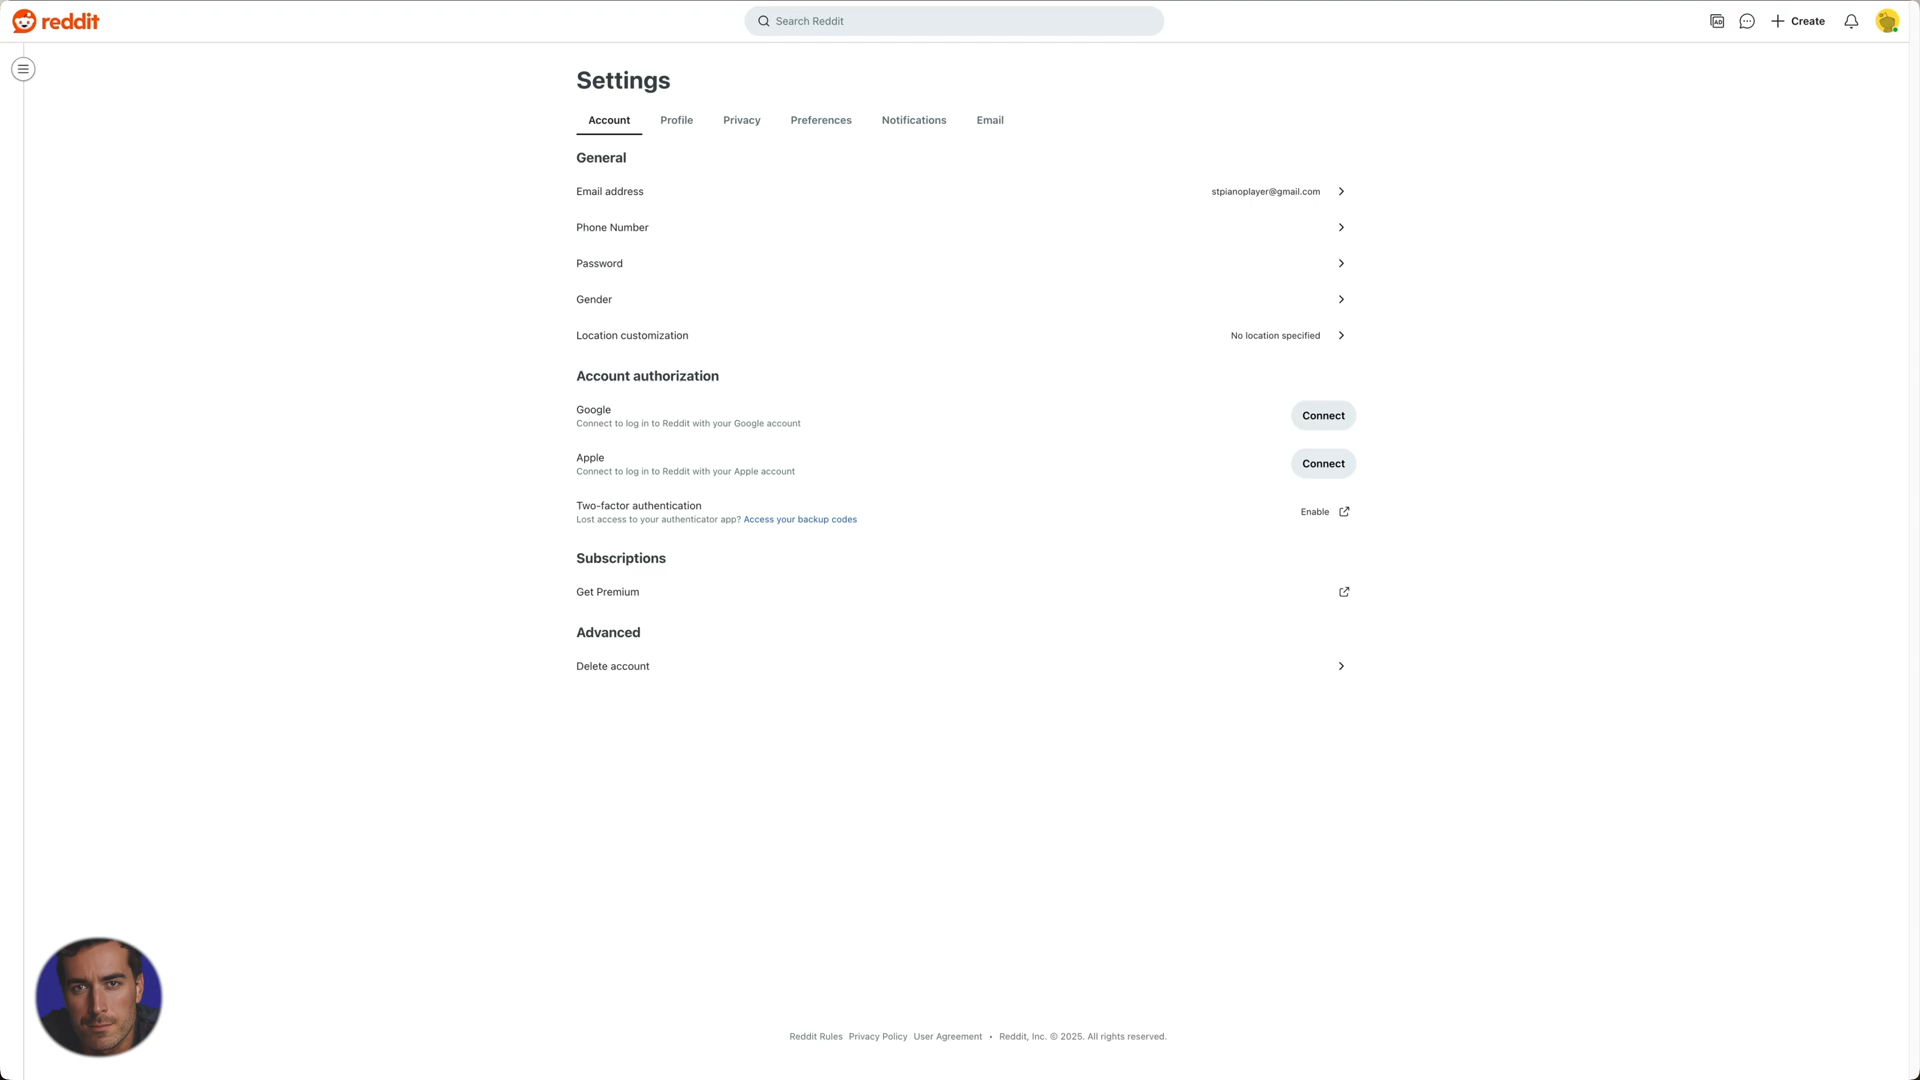 reddit
Search Reddit
AD
Create
Settings
Account Profile Privacy Preferences Notifications Email
General
Email address stpianoplayer@gmail.com
Phone Number
Password
Gender
Location customization No location specified
Account authorization
Google
Connect to log in to Reddit with your Google account
Connect
Apple
Connect to log in to Reddit with your Apple account
Connect
Two-factor authentication
Lost access to your authenticator app? Access your backup codes
Enable
Subscriptions
Get Premium
Advanced
Delete account
Reddit Rules Privacy Policy User Agreement • Reddit, Inc. © 2025. All rights reserved.